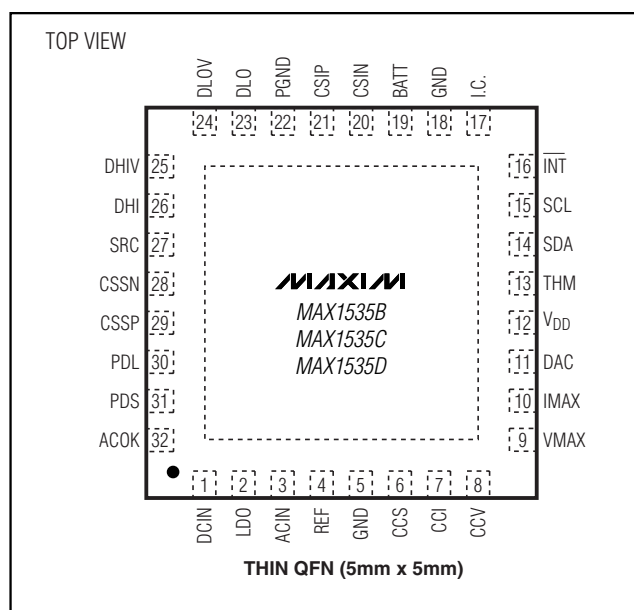 TOP VIEW
DLOV
DLO
PGND
CSIP
CSIN
BATT
GND
I.C.
24 23 22 21 20 19 18 17
DHIV 25
DHI 26
SRC 27
CSSN 28
CSSP 29
PDL 30
PDS 31
ACOK 32
MAXIM
MAX1535B
MAX1535C
MAX1535D
16 INT
15 SCL
14 SDA
13 THM
12 VDD
11 DAC
10 IMAX
9 VMAX
1 2 3 4 5 6 7 8
DCIN
LDO
ACIN
REF
GND
CCS
CCI
CCV
THIN QFN (5mm x 5mm)